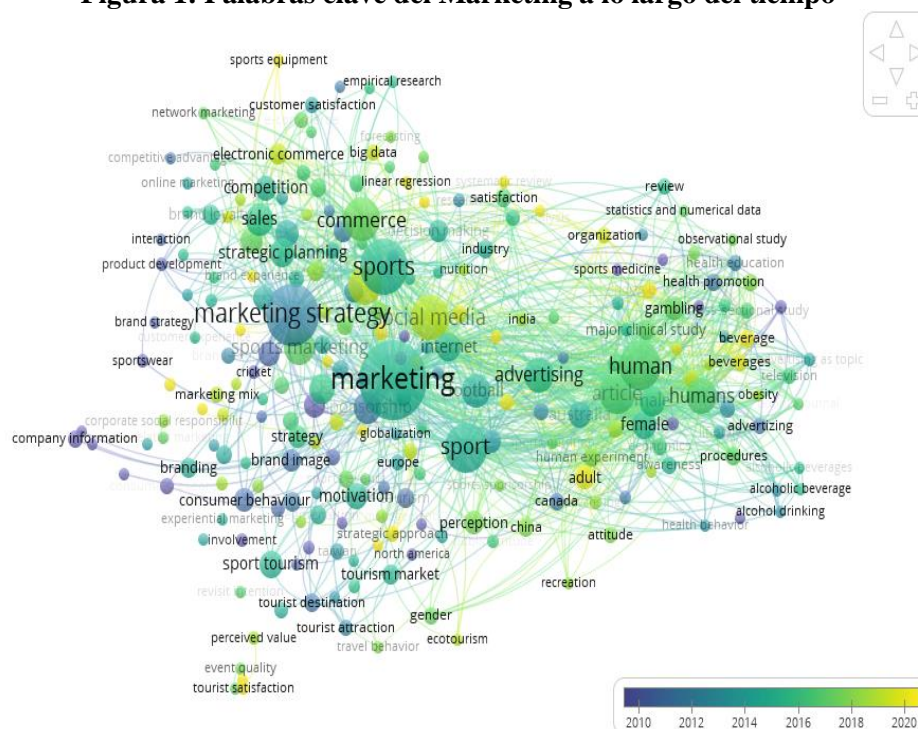 Figura 1. Palabras clave del Marketing a lo largo del tiempo
sports equipment
empirical research
customer satisfaction
network marketing
forecasting
competitive advantage
electronic commerce
big data
online marketing
competition
linear regression
systematic review
satisfaction
review
brand loyalty
sales
commerce
statistics and numerical data
decision making
interaction
strategic planning
industry
organization
observational study
product development
sports
nutrition
sports medicine
health education
brand experience
health promotion
marketing strategy
social media
india
gambling
brand strategy
major clinical study
sports marketing
internet
beverage
sportswear
cricket
marketing
advertising
human
beverages
television
marketing mix
football
article
humans
obesity
sponsorship
corporate social responsibilit
globalization
female
advertizing
company information
strategy
sport
branding
brand image
europe
human experiment
awareness
procedures
adult
alcoholic beverages
consumer behaviour
motivation
canada
alcoholic beverage
experiential marketing
strategic approach
perception
china
attitude
health behavior
alcohol drinking
involvement
taiwan
north america
sport tourism
tourism market
recreation
revisit intention
tourist destination
gender
tourist attraction
perceived value
travel behavior
ecotourism
event quality
tourist satisfaction
2010 2012 2014 2016 2018 2020